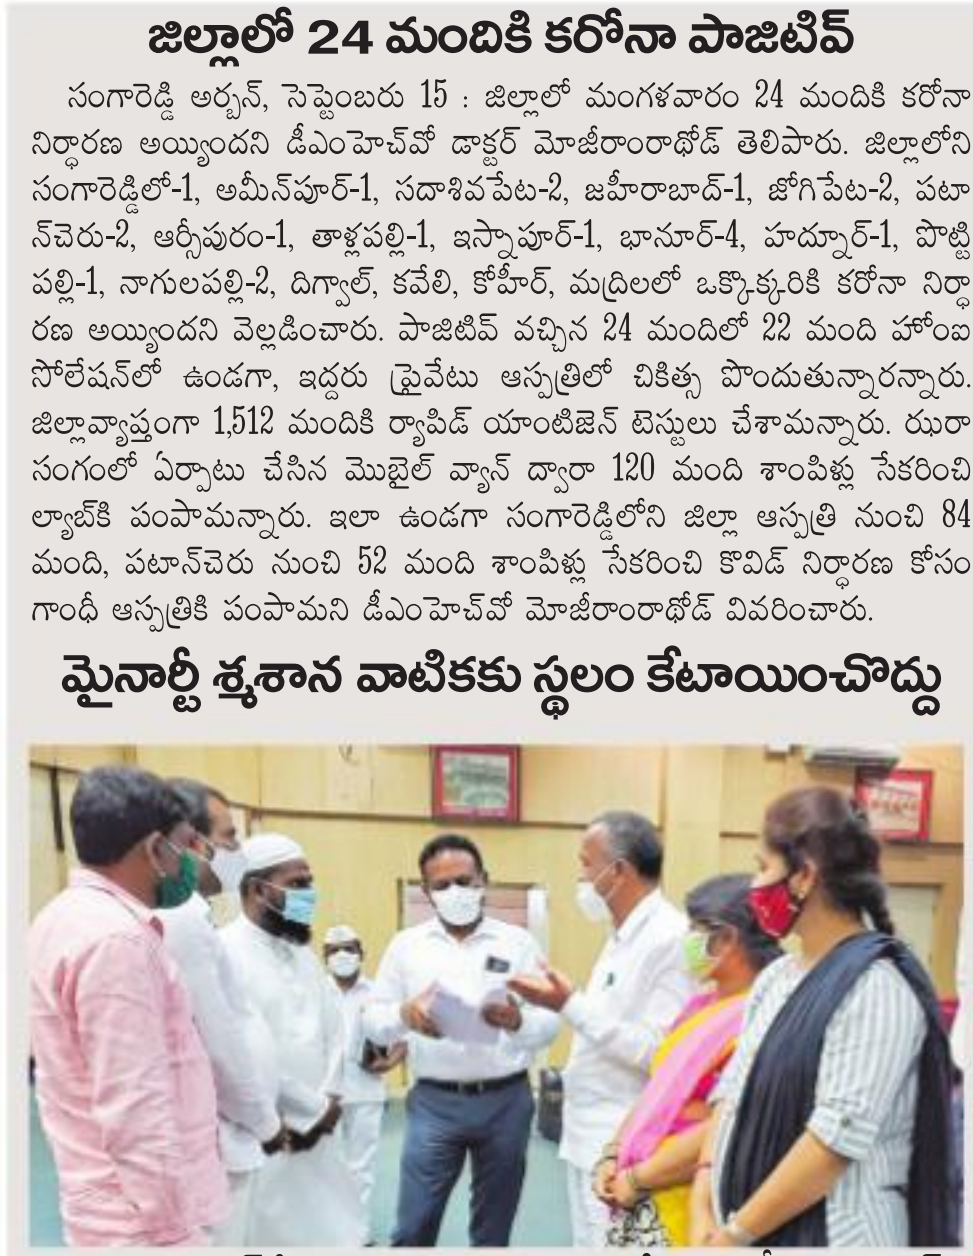 జిల్లాలో 24 మందికి కరోనా పాజిటివ్
సంగారెడ్డి అర్బన్, సెప్టెంబరు 15 : జిల్లాలో మంగళవారం 24 మందికి కరోనా
నిర్ధారణ అయ్యిందని డీఎంహెచ్‌వో డాక్టర్ మోజీరాంరాథోడ్ తెలిపారు. జిల్లాలోని
సంగారెడ్డిలో-1, అమీన్‌పూర్-1, సదాశివపేట-2, జహీరాబాద్-1, జోగిపేట-2, పటా
న్‌చెరు-2, ఆర్సీపురం-1, తాళ్లపల్లి-1, ఇస్నాపూర్-1, భానూర్-4, హద్నూర్-1, పొట్టి
పల్లి-1, నాగులపల్లి-2, దిగ్వాల్, కవేలి, కోహీర్, మద్రిలలో ఒక్కొక్కరికి కరోనా నిర్ధా
రణ అయ్యిందని వెల్లడించారు. పాజిటివ్ వచ్చిన 24 మందిలో 22 మంది హోంఐ
సోలేషన్‌లో ఉండగా, ఇద్దరు ప్రైవేటు ఆస్పత్రిలో చికిత్స పొందుతున్నారన్నారు.
జిల్లావ్యాప్తంగా 1,512 మందికి ర్యాపిడ్ యాంటిజెన్ టెస్టులు చేశామన్నారు. ఝరా
సంగంలో ఏర్పాటు చేసిన మొబైల్ వ్యాన్ ద్వారా 120 మంది శాంపిళ్లు సేకరించి
ల్యాబ్‌కి పంపామన్నారు. ఇలా ఉండగా సంగారెడ్డిలోని జిల్లా ఆస్పత్రి నుంచి 84
మంది, పటాన్‌చెరు నుంచి 52 మంది శాంపిళ్లు సేకరించి కొవిడ్ నిర్ధారణ కోసం
గాంధీ ఆస్పత్రికి పంపామని డీఎంహెచ్‌వో మోజీరాంరాథోడ్ వివరించారు.
మైనార్టీ శ్మశాన వాటికకు స్థలం కేటాయించొద్దు